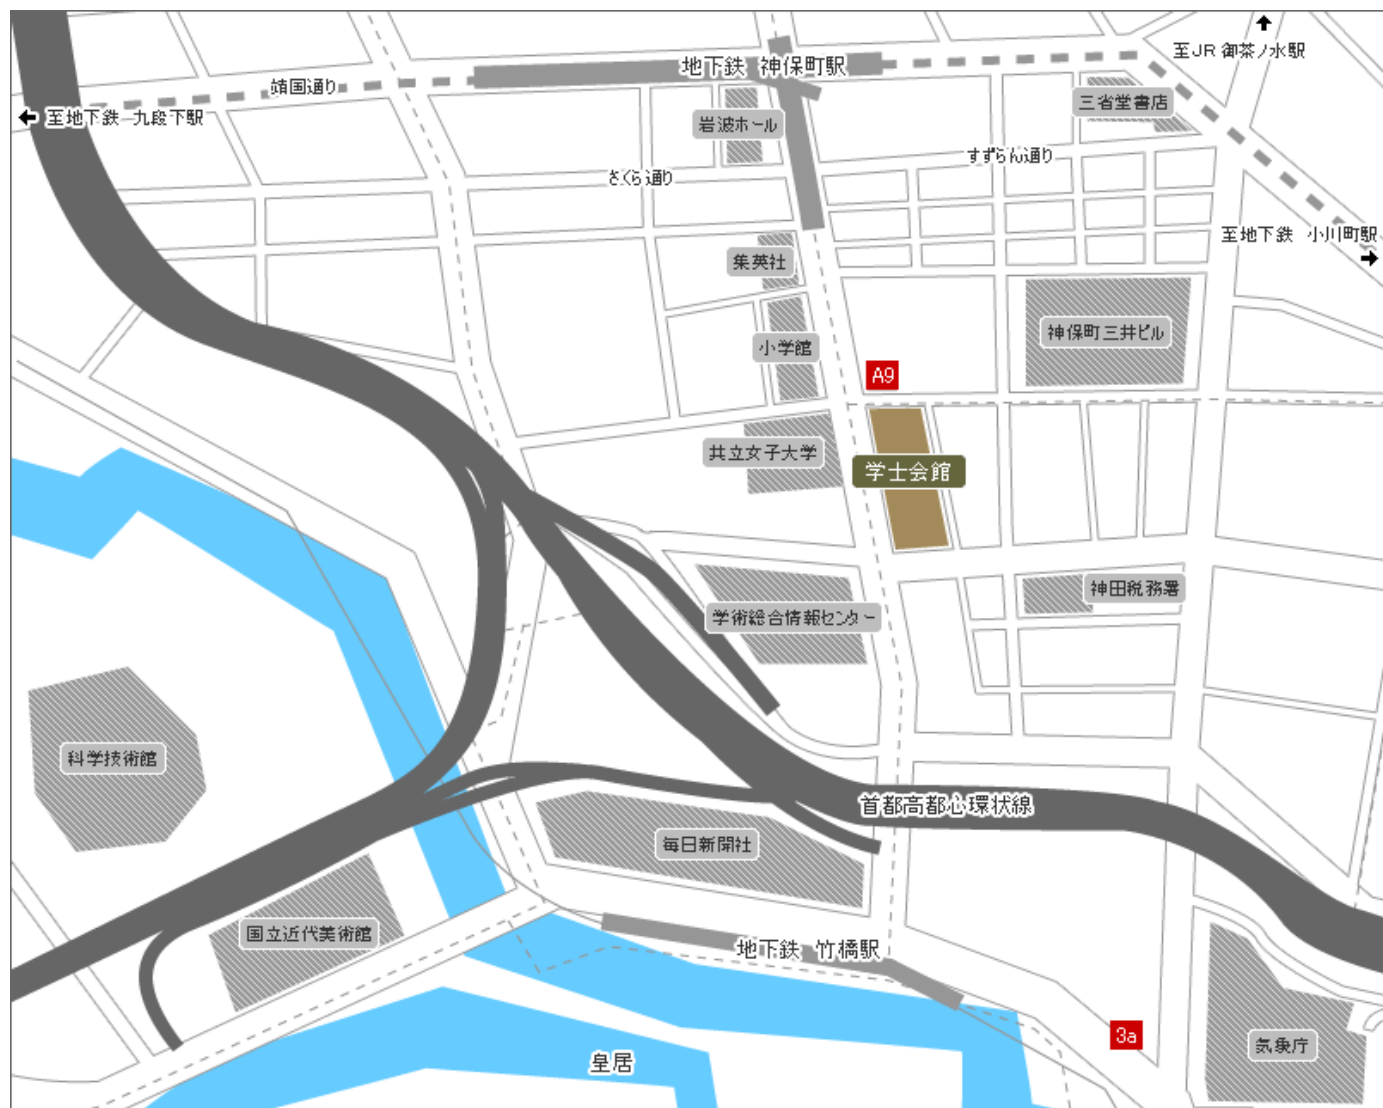 至JR 御茶ノ水駅
地下鉄 神保町駅
靖国通り
三省堂書店
至地下鉄 九段下駅
岩波ホール
すずらん通り
さくら通り
至地下鉄 小川町駅
集英社
神保町三井ビル
小学館
A9
共立女子大学
学士会館
神田税務署
学術総合情報センター
科学技術館
首都高都心環状線
毎日新聞社
国立近代美術館
地下鉄 竹橋駅
3a
気象庁
皇居